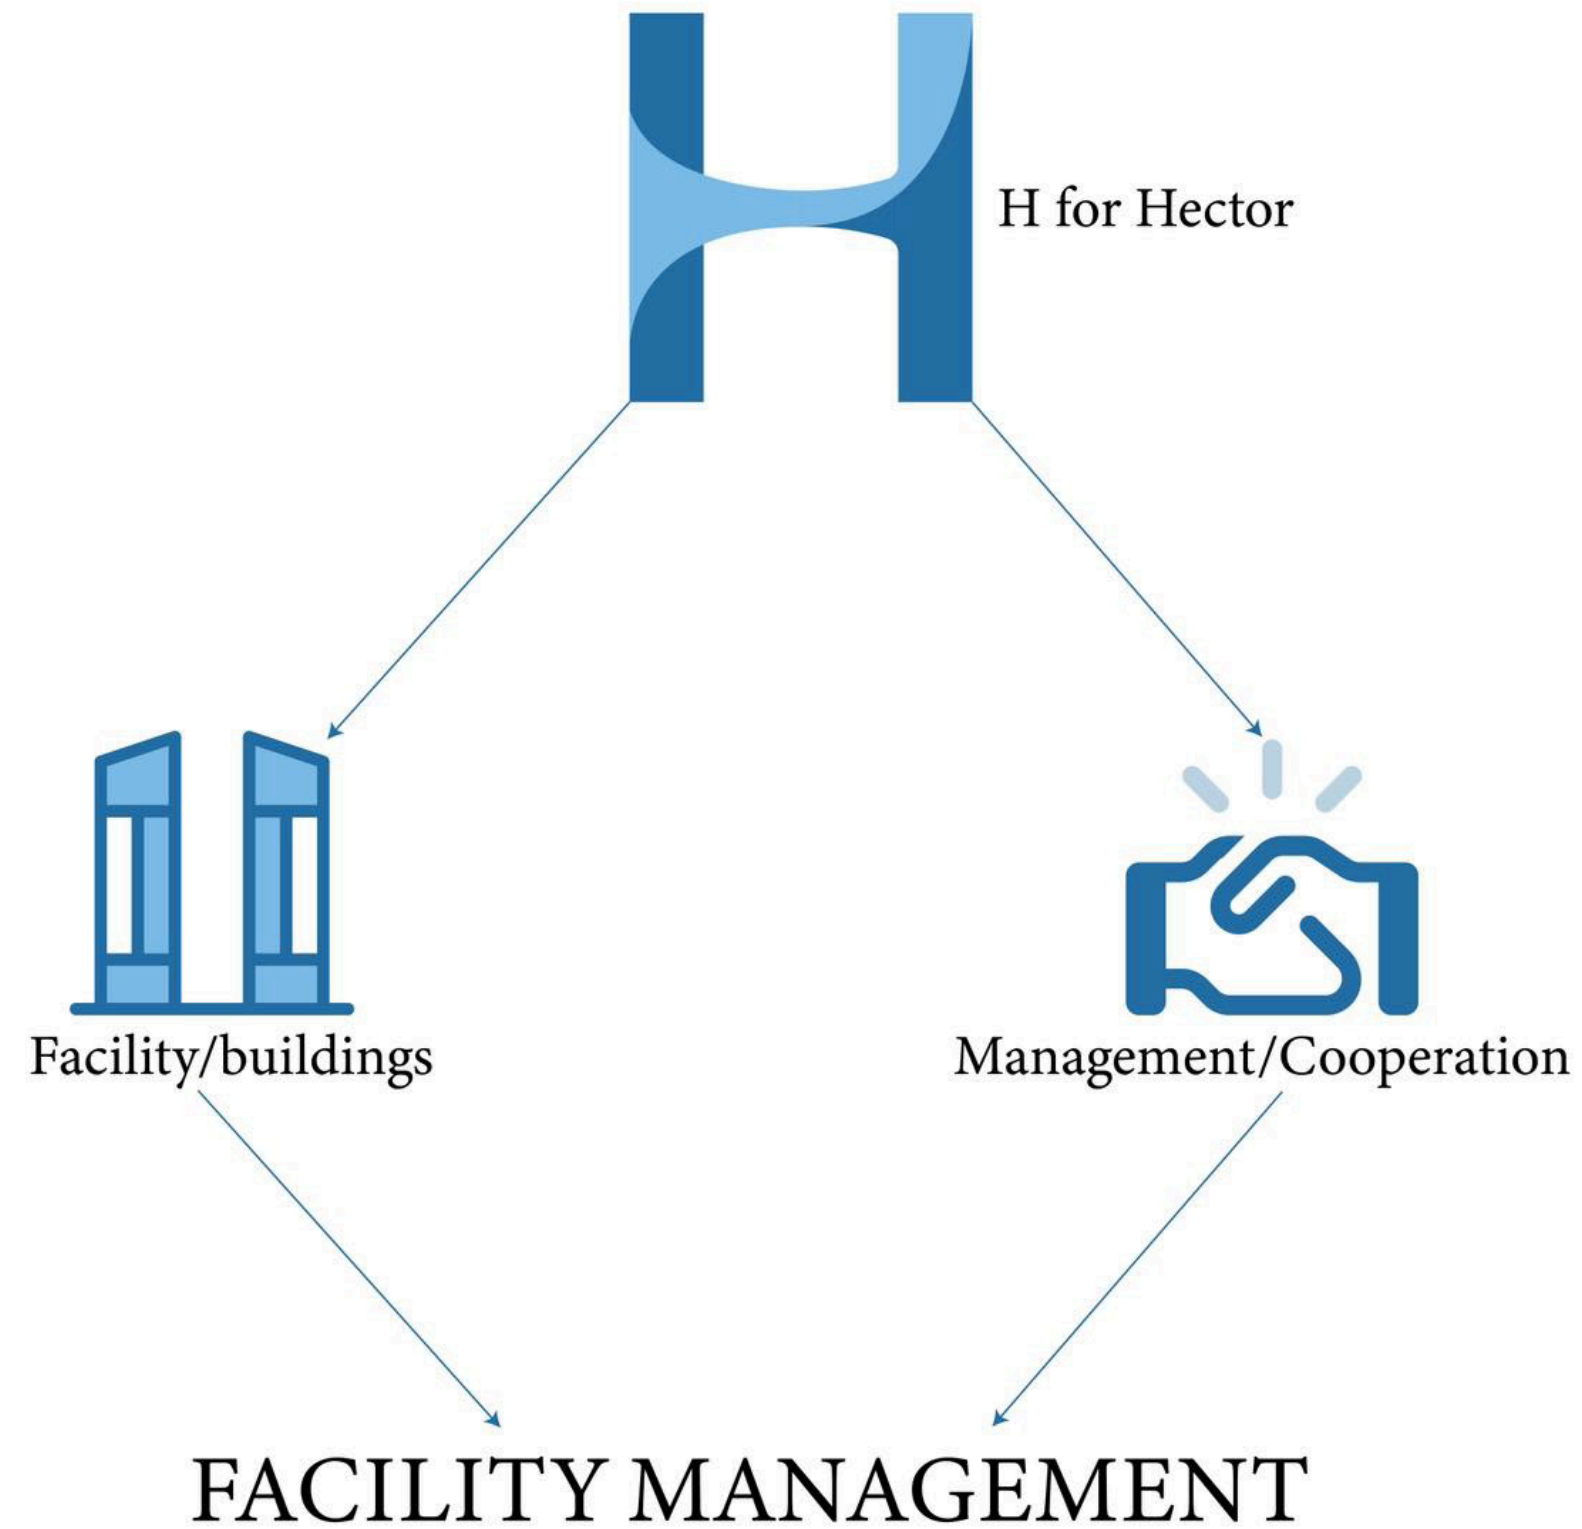 H for Hector
Facility/buildings
Management/Cooperation
FACILITY MANAGEMENT